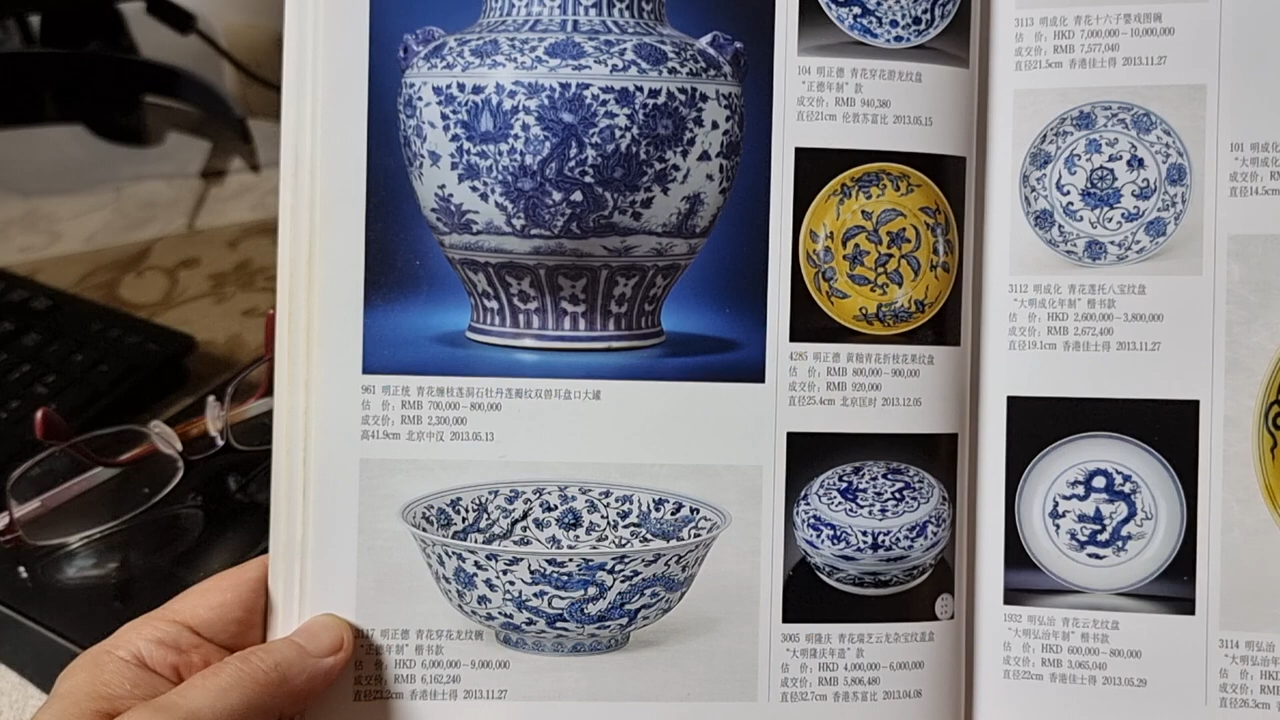 961 明正统 青花缠枝莲洞石牡丹莲瓣纹双兽耳盘口大罐
估 价：RMB 700,000－800,000
成交价：RMB 2,300,000
高41.9cm 北京中汉 2013.05.13
3117 明正德 青花穿花龙纹碗
“正德年制”楷书款
估 价：HKD 6,000,000－9,000,000
成交价：RMB 6,162,240
直径23.2cm 香港佳士得 2013.11.27
104 明正德 青花穿花游龙纹盘
“正德年制”款
成交价：RMB 940,380
直径21cm 伦敦苏富比 2013.05.15
4285 明正德 黄釉青花折枝花果纹盘
估 价：RMB 800,000－900,000
成交价：RMB 920,000
直径25.4cm 北京匡时 2013.12.05
3005 明隆庆 青花瑞芝云龙杂宝纹盖盒
“大明隆庆年造”款
估 价：HKD 4,000,000－6,000,000
成交价：RMB 5,806,480
直径32.7cm 香港苏富比 2013.04.08
3113 明成化 青花十六子婴戏图碗
估 价：HKD 7,000,000－10,000,000
成交价：RMB 7,577,040
直径21.5cm 香港佳士得 2013.11.27
3112 明成化 青花莲托八宝纹盘
“大明成化年制”楷书款
估 价：HKD 2,600,000－3,800,000
成交价：RMB 2,672,400
直径19.1cm 香港佳士得 2013.11.27
1932 明弘治 青花云龙纹盘
“大明弘治年制”楷书款
估 价：HKD 600,000－800,000
成交价：RMB 3,065,040
直径22cm 香港佳士得 2013.05.29
101 明成化
“大明成化
成交价：RM
直径14.5cm
3114 明弘治
“大明弘治年
估 价：HKD
成交价：RMB
直径26.3cm